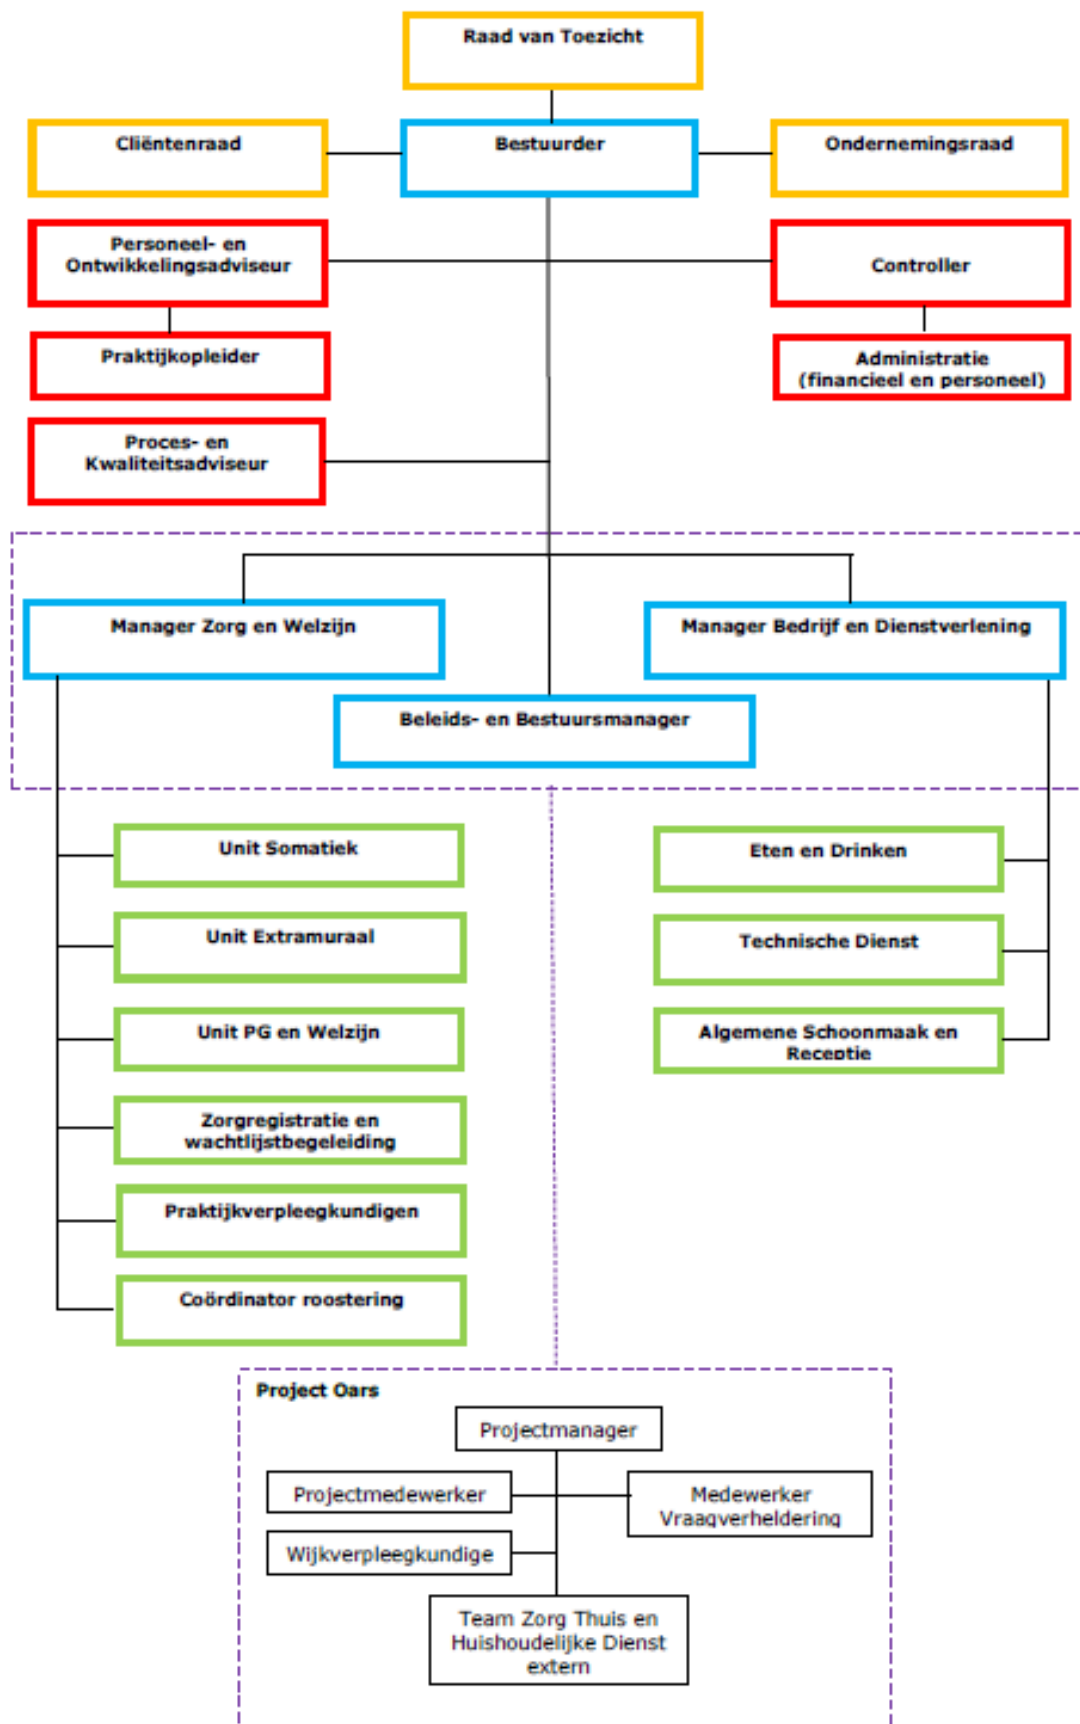 Raad van Toezicht
Cliëntenraad
Bestuurder
Ondernemingsraad
Personeel- en
Ontwikkelingsadviseur
Controller
Praktijkopleider
Administratie
(financieel en personeel)
Proces- en
Kwaliteitsadviseur
Manager Zorg en Welzijn
Manager Bedrijf en Dienstverlening
Beleids- en Bestuursmanager
Unit Somatiek
Eten en Drinken
Unit Extramuraal
Technische Dienst
Unit PG en Welzijn
Algemene Schoonmaak en
Receptie
Zorgregistratie en
wachtlijstbegeleiding
Praktijkverpleegkundigen
Coördinator roostering
Project Oars
Projectmanager
Projectmedewerker
Medewerker
Vraagverheldering
Wijkverpleegkundige
Team Zorg Thuis en
Huishoudelijke Dienst
extern